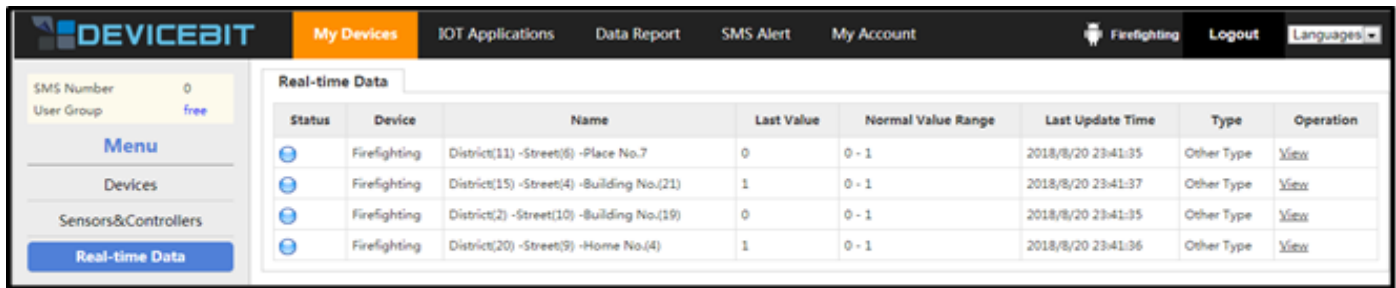 DEVICEBIT My Devices IOT Applications Data Report SMS Alert My Account Firefighting Logout Languages
SMS Number 0
User Group free
Menu
Devices
Sensors&Controllers
Real-time Data
Real-time Data
Status Device Name Last Value Normal Value Range Last Update Time Type Operation
Firefighting District(11) -Street(6) -Place No.7 0 0 - 1 2018/8/20 23:41:35 Other Type View
Firefighting District(15) -Street(4) -Building No.(21) 1 0 - 1 2018/8/20 23:41:37 Other Type View
Firefighting District(2) -Street(10) -Building No.(19) 0 0 - 1 2018/8/20 23:41:35 Other Type View
Firefighting District(20) -Street(9) -Home No.(4) 1 0 - 1 2018/8/20 23:41:36 Other Type View